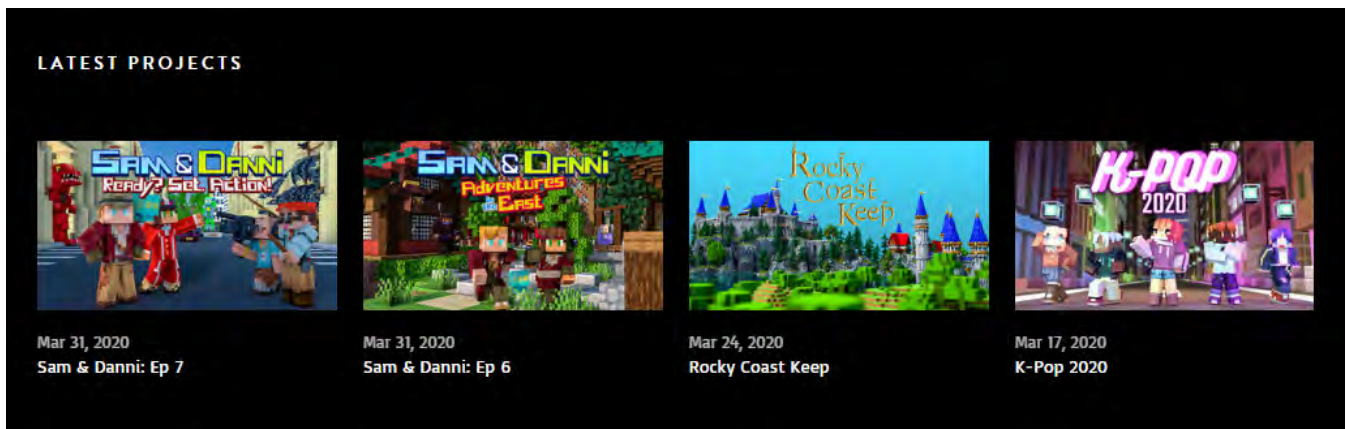 LATEST PROJECTS
SAM & DANNI
Ready? Set, Action!
SAM & DANNI
Adventures
in
East
Rocky
Coast
Keep
K-POP
2020
Mar 31, 2020
Sam & Danni: Ep 7
Mar 31, 2020
Sam & Danni: Ep 6
Mar 24, 2020
Rocky Coast Keep
Mar 17, 2020
K-Pop 2020